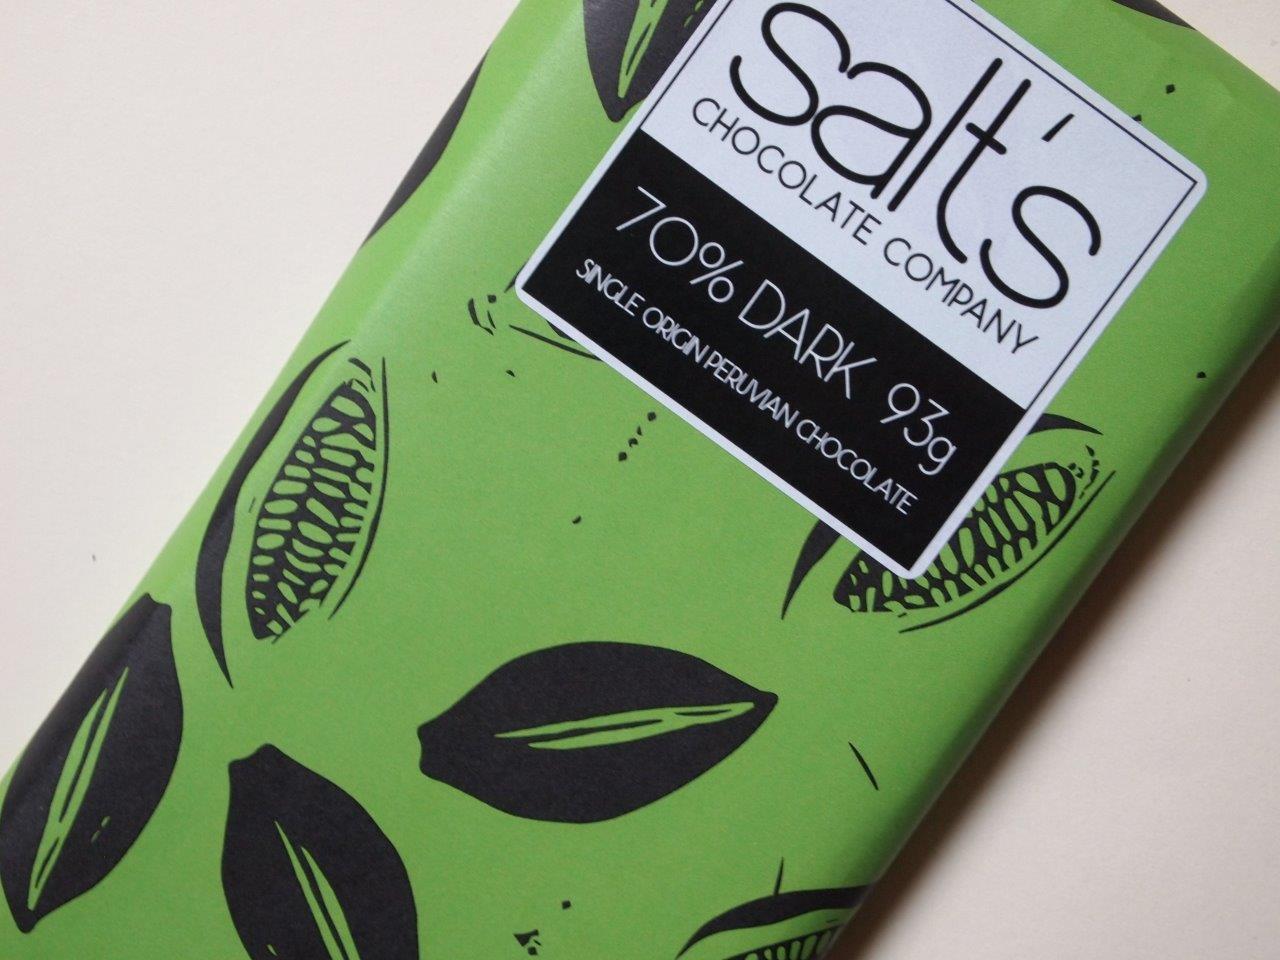 salt's
CHOCOLATE COMPANY
70% DARK 93g
SINGLE ORIGIN PERUVIAN CHOCOLATE